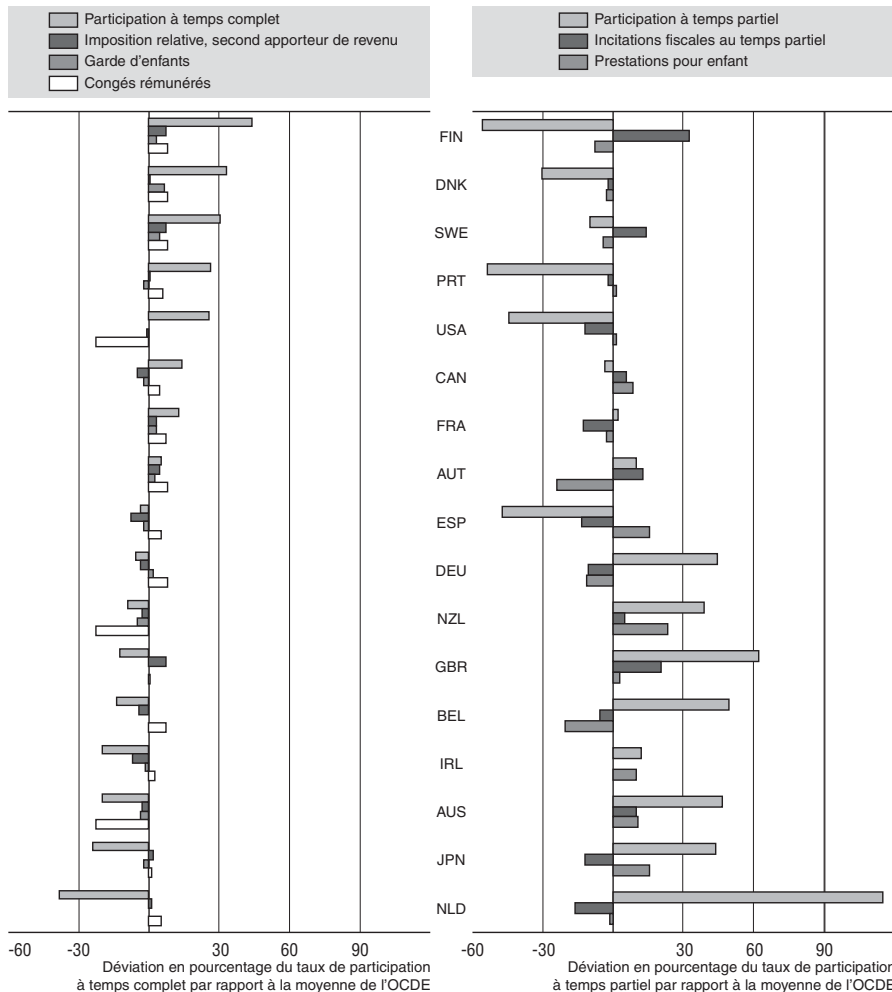 Participation à temps complet
Imposition relative, second apporteur de revenu
Garde d'enfants
Congés rémunérés
Participation à temps partiel
Incitations fiscales au temps partiel
Prestations pour enfant
FIN
DNK
SWE
PRT
USA
CAN
FRA
AUT
ESP
DEU
NZL
GBR
BEL
IRL
AUS
JPN
NLD
-60 -30 30 60 90
Déviation en pourcentage du taux de participation
à temps complet par rapport à la moyenne de l'OCDE
-60 -30 30 60 90
Déviation en pourcentage du taux de participation
à temps partiel par rapport à la moyenne de l'OCDE